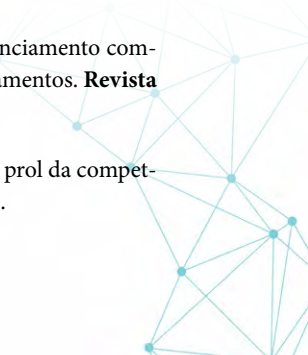 nciamento com-
amentos. Revista
prol da compet-
.